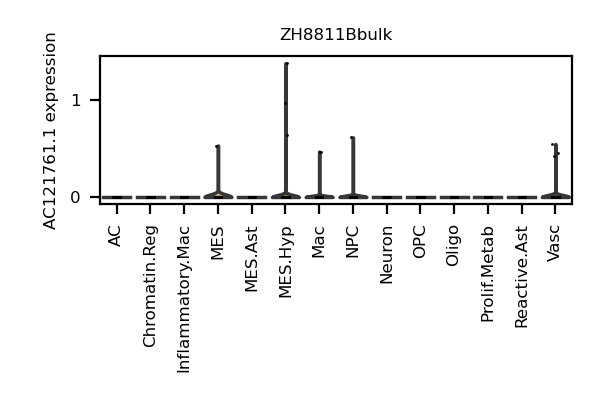 ZH8811Bbulk
AC121761.1 expression
1
0
AC
Chromatin.Reg
Inflammatory.Mac
MES
MES.Ast
MES.Hyp
Mac
NPC
Neuron
OPC
Oligo
Prolif.Metab
Reactive.Ast
Vasc